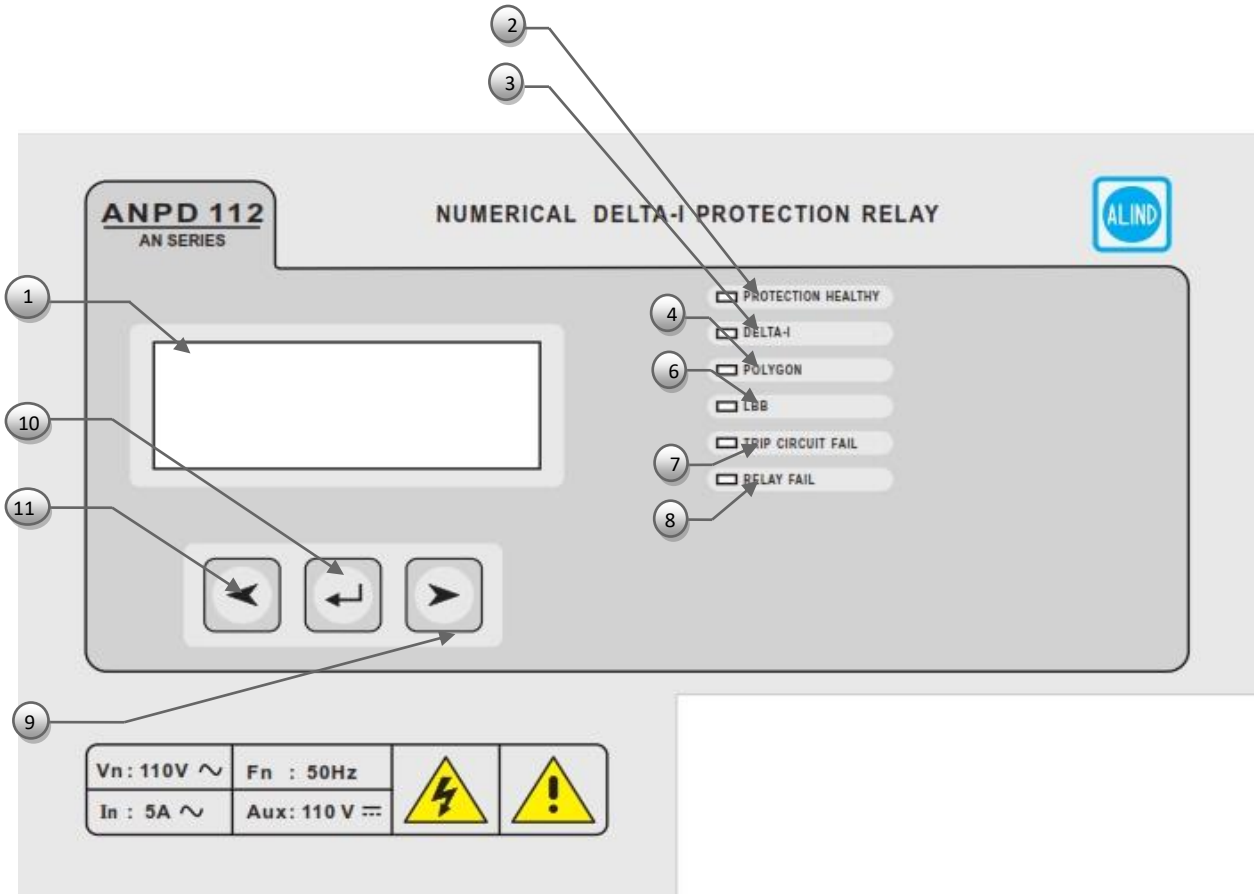 2
3
ANPD 112
AN SERIES
NUMERICAL DELTA-I PROTECTION RELAY
ALIND
1
PROTECTION HEALTHY
4
DELTA-I
6
POLYGON
10
LBB
7
TRIP CIRCUIT FAIL
11
RELAY FAIL
8
9
Vn: 110V ∼
Fn : 50Hz
In : 5A ∼
Aux: 110 V ⎓